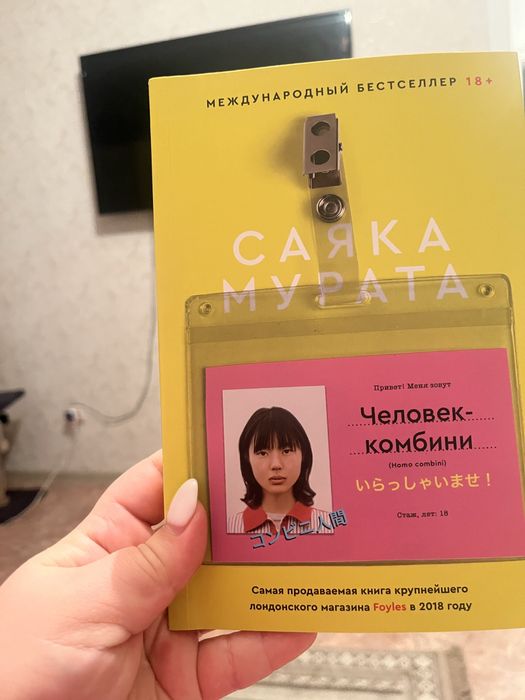 МЕЖДУНАРОДНЫЙ БЕСТСЕЛЛЕР 18+
САЯКА
МУРАТА
Привет! Меня зовут
Человек-
комбини
(Homo combini)
いらっしゃいませ！
コンビニ人間
Стаж, лет: 18
Самая продаваемая книга крупнейшего
лондонского магазина Foyles в 2018 году